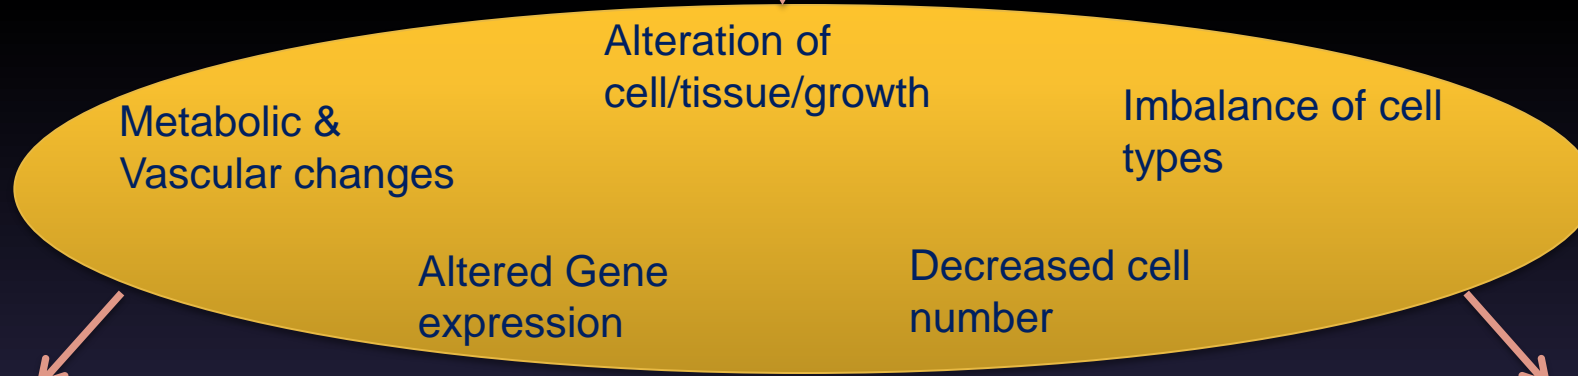 Alteration of
cell/tissue/growth
Metabolic &
Vascular changes
Imbalance of cell
types
Altered Gene
expression
Decreased cell
number